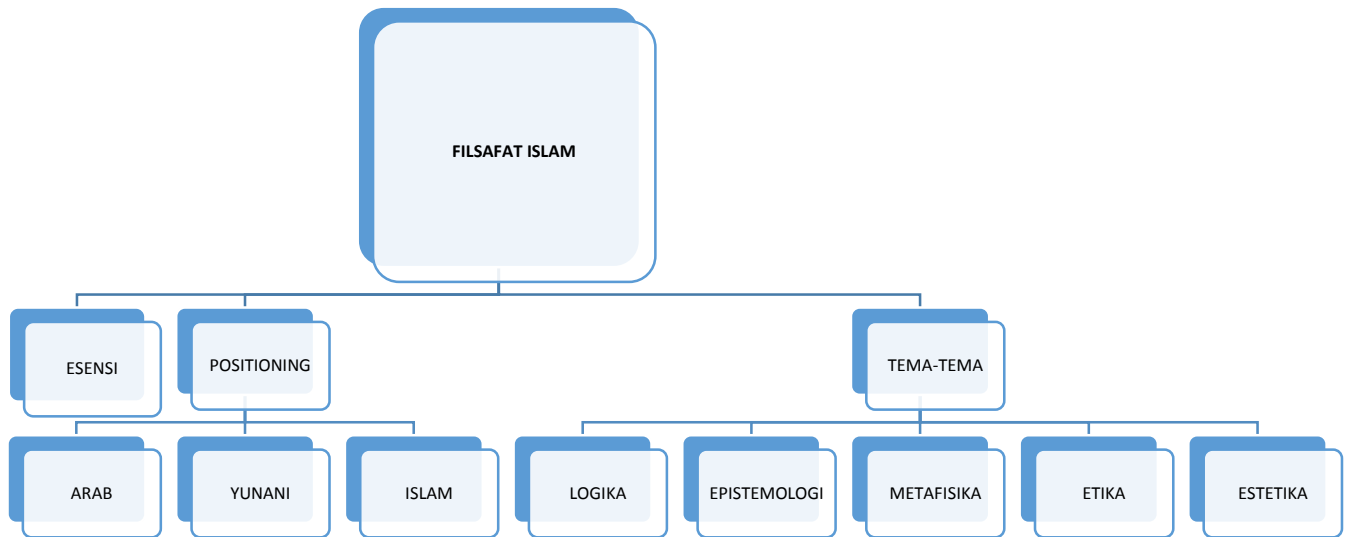 FILSAFAT ISLAM
ESENSI
POSITIONING
TEMA-TEMA
ARAB
YUNANI
ISLAM
LOGIKA
EPISTEMOLOGI
METAFISIKA
ETIKA
ESTETIKA